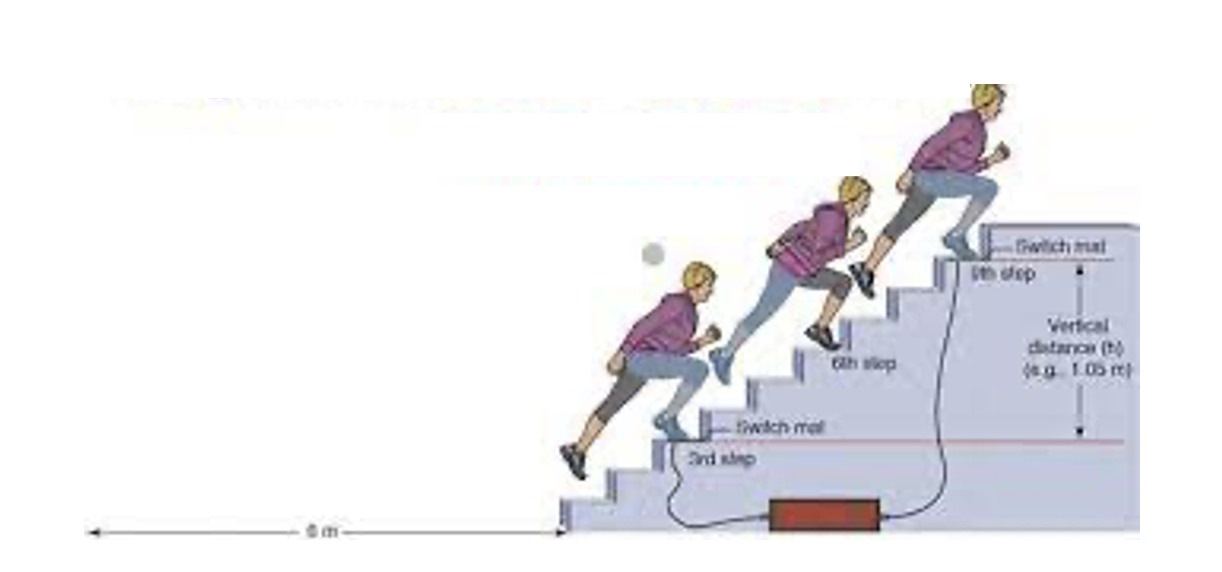 Switch mat
9th step
Vertical
distance (h)
(e.g., 1.05 m)
6th step
Switch mat
3rd step
6 m